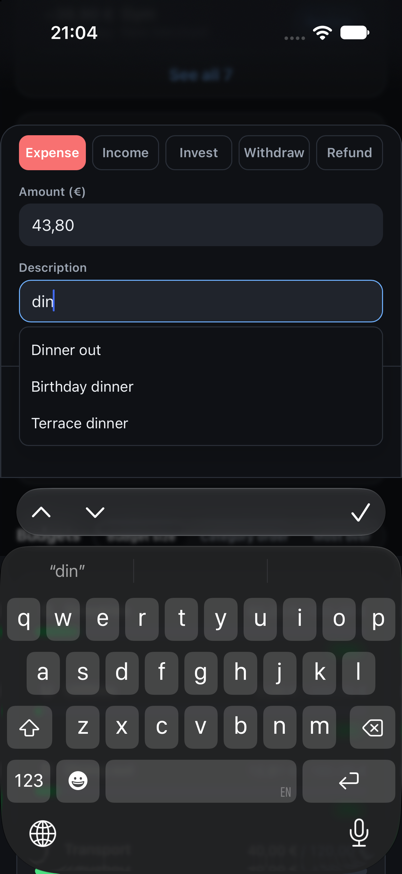 21:04
See all 7
Expense Income Invest Withdraw Refund
Amount (€)
43,80
Description
din
Dinner out
Birthday dinner
Terrace dinner
Budgets
“din”
q w e r t y u i o p
a s d f g h j k l
z x c v b n m
123
EN